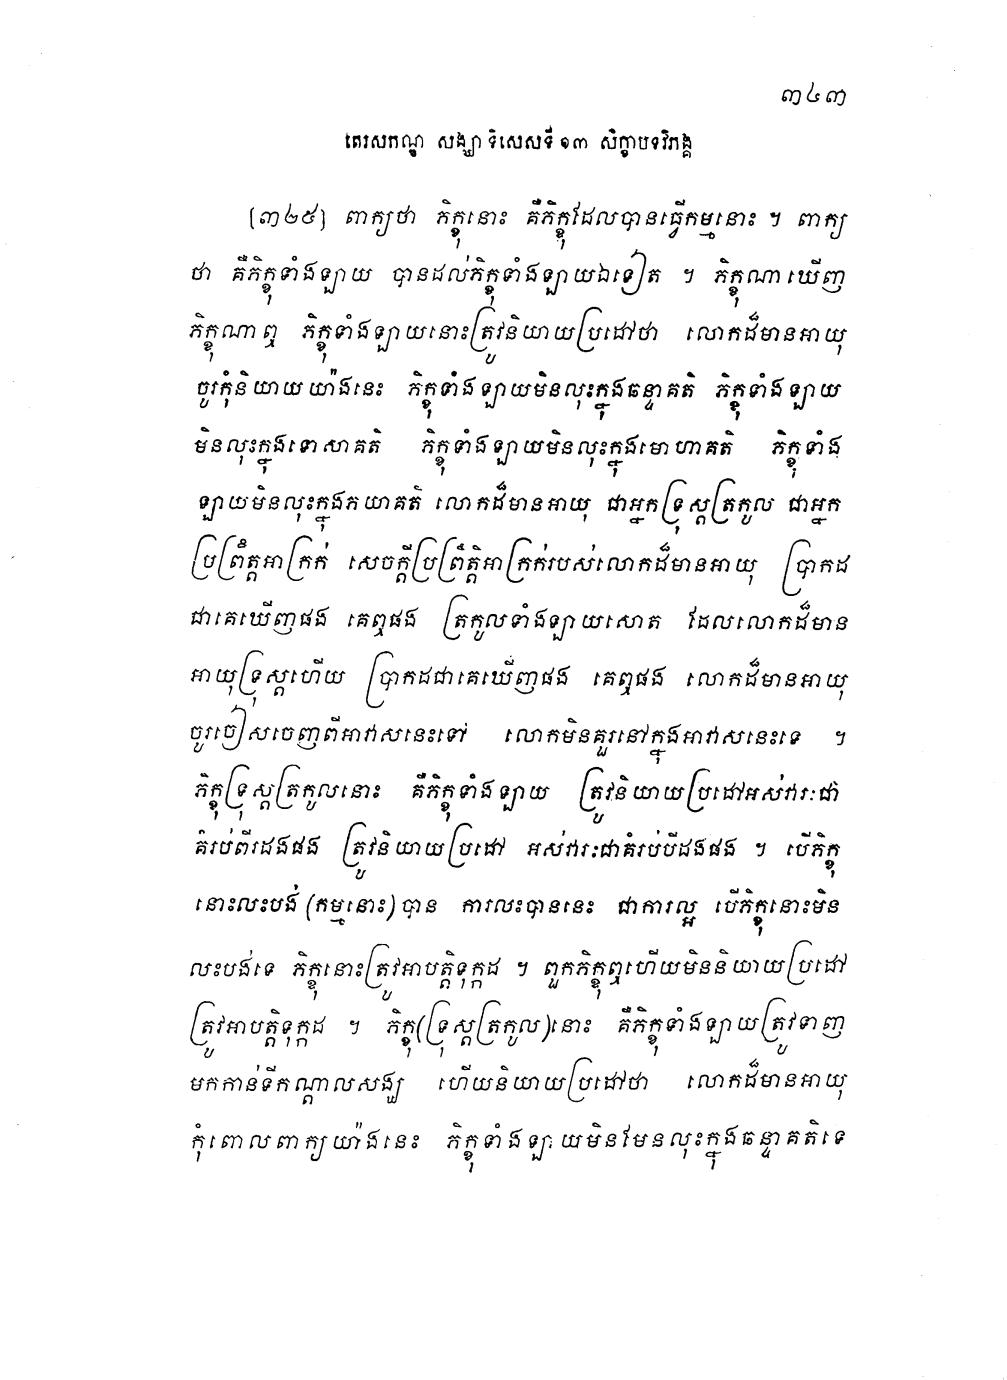 ៣៤៣
តេរសកណ្ឌ សង្ឃាទិសេសទី ១៣ សិក្ខាបទវិភង្គ
[៣២៥] ពាក្យថា ភិក្ខុនោះ គឺភិក្ខុដែលបានធ្វើកម្មនោះ ។ ពាក្យ
ថា គឺភិក្ខុទាំងឡាយ បានដល់ភិក្ខុទាំងឡាយឯទៀត ។ ភិក្ខុណាឃើញ
ភិក្ខុណាឮ ភិក្ខុទាំងឡាយនោះត្រូវនិយាយប្រដៅថា លោកដ៏មានអាយុ
ចូរកុំនិយាយយ៉ាងនេះ ភិក្ខុទាំងឡាយមិនលុះក្នុងឆន្ទាគតិ ភិក្ខុទាំងឡាយ
មិនលុះក្នុងទោសាគតិ ភិក្ខុទាំងឡាយមិនលុះក្នុងមោហាគតិ ភិក្ខុទាំង
ឡាយមិនលុះក្នុងភយាគតិ លោកដ៏មានអាយុ ជាអ្នកទ្រុស្តត្រកូល ជាអ្នក
ប្រព្រឹត្តអាក្រក់ សេចក្តីប្រព្រឹត្តិអាក្រក់របស់លោកដ៏មានអាយុ ប្រាកដ
ជាគេឃើញផង គេឮផង ត្រកូលទាំងឡាយសោត ដែលលោកដ៏មាន
អាយុទ្រុស្តហើយ ប្រាកដជាគេឃើញផង គេឮផង លោកដ៏មានអាយុ
ចូរចៀសចេញពីអាវាសនេះទៅ លោកមិនគួរនៅក្នុងអាវាសនេះទេ ។
ភិក្ខុទ្រុស្តត្រកូលនោះ គឺភិក្ខុទាំងឡាយ ត្រូវនិយាយប្រដៅអស់វារៈជា
គំរប់ពីរដងផង ត្រូវនិយាយប្រដៅ អស់វារៈជាគំរប់បីដងផង ។ បើភិក្ខុ
នោះលះបង់ (កម្មនោះ) បាន ការលះបាននេះ ជាការល្អ បើភិក្ខុនោះមិន
លះបង់ទេ ភិក្ខុនោះត្រូវអាបត្តិទុក្កដ ។ ពួកភិក្ខុឮហើយមិននិយាយប្រដៅ
ត្រូវអាបត្តិទុក្កដ ។ ភិក្ខុ(ទ្រុស្តត្រកូល)នោះ គឺភិក្ខុទាំងឡាយត្រូវទាញ
មកកាន់ទីកណ្តាលសង្ឃ ហើយនិយាយប្រដៅថា លោកដ៏មានអាយុ
កុំពោលពាក្យយ៉ាងនេះ ភិក្ខុទាំងឡាយមិនមែនលុះក្នុងឆន្ទាគតិទេ